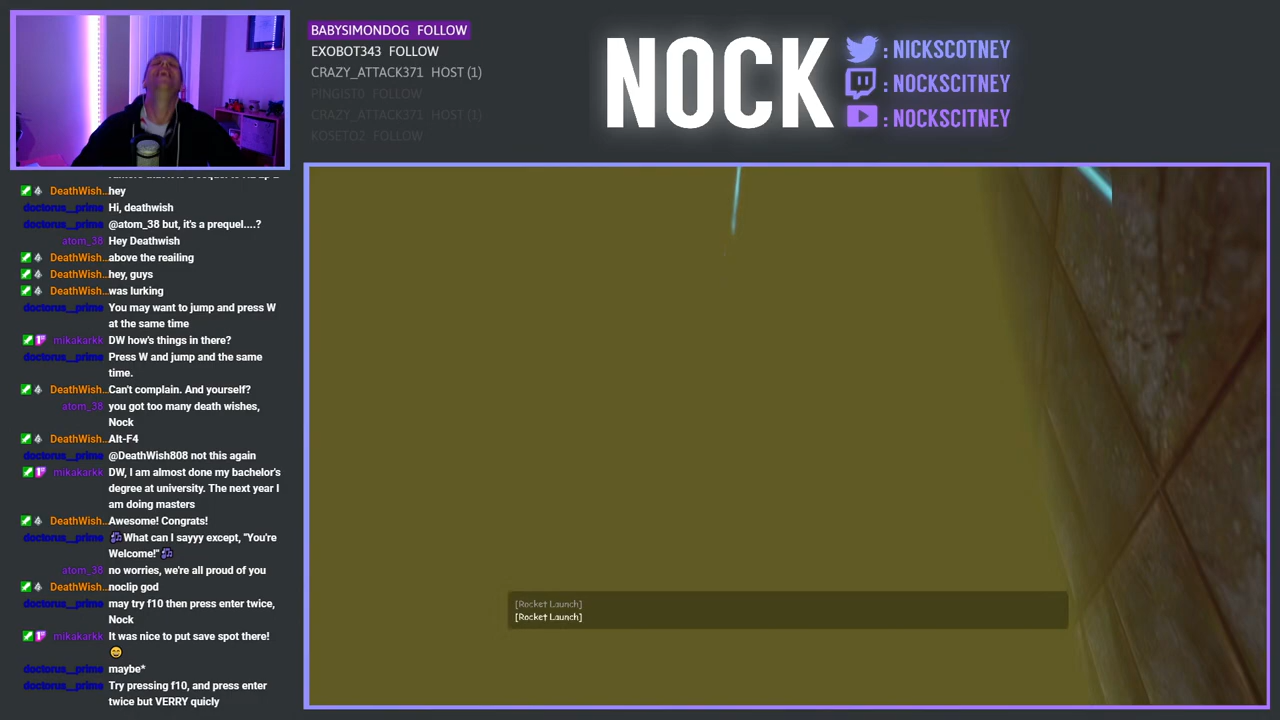 BABYSIMONDOG FOLLOW
EXOBOT343 FOLLOW
CRAZY_ATTACK371 HOST (1)
PINGIST0 FOLLOW
CRAZY_ATTACK371 HOST (1)
KOSETO2 FOLLOW
NOCK
: NICKSCOTNEY
: NOCKSCITNEY
: NOCKSCITNEY
DeathWish.. hey
doctorus__prime Hi, deathwish
doctorus__prime @atom_38 but, it's a prequel....?
atom_38 Hey Deathwish
DeathWish.. above the reailing
DeathWish.. hey, guys
DeathWish.. was lurking
doctorus__prime You may want to jump and press W
at the same time
mikakarkk DW how's things in there?
doctorus__prime Press W and jump and the same
time.
DeathWish.. Can't complain. And yourself?
atom_38 you got too many death wishes,
Nock
DeathWish.. Alt-F4
doctorus__prime @DeathWish808 not this again
mikakarkk DW, I am almost done my bachelor's
degree at university. The next year I
am doing masters
DeathWish.. Awesome! Congrats!
doctorus__prime 🎶What can I sayyy except, "You're
Welcome!"🎶
atom_38 no worries, we're all proud of you
DeathWish.. noclip god
doctorus__prime may try f10 then press enter twice,
Nock
mikakarkk It was nice to put save spot there!
😄
doctorus__prime maybe*
doctorus__prime Try pressing f10, and press enter
twice but VERRY quicly
[Rocket Launch]
[Rocket Launch]